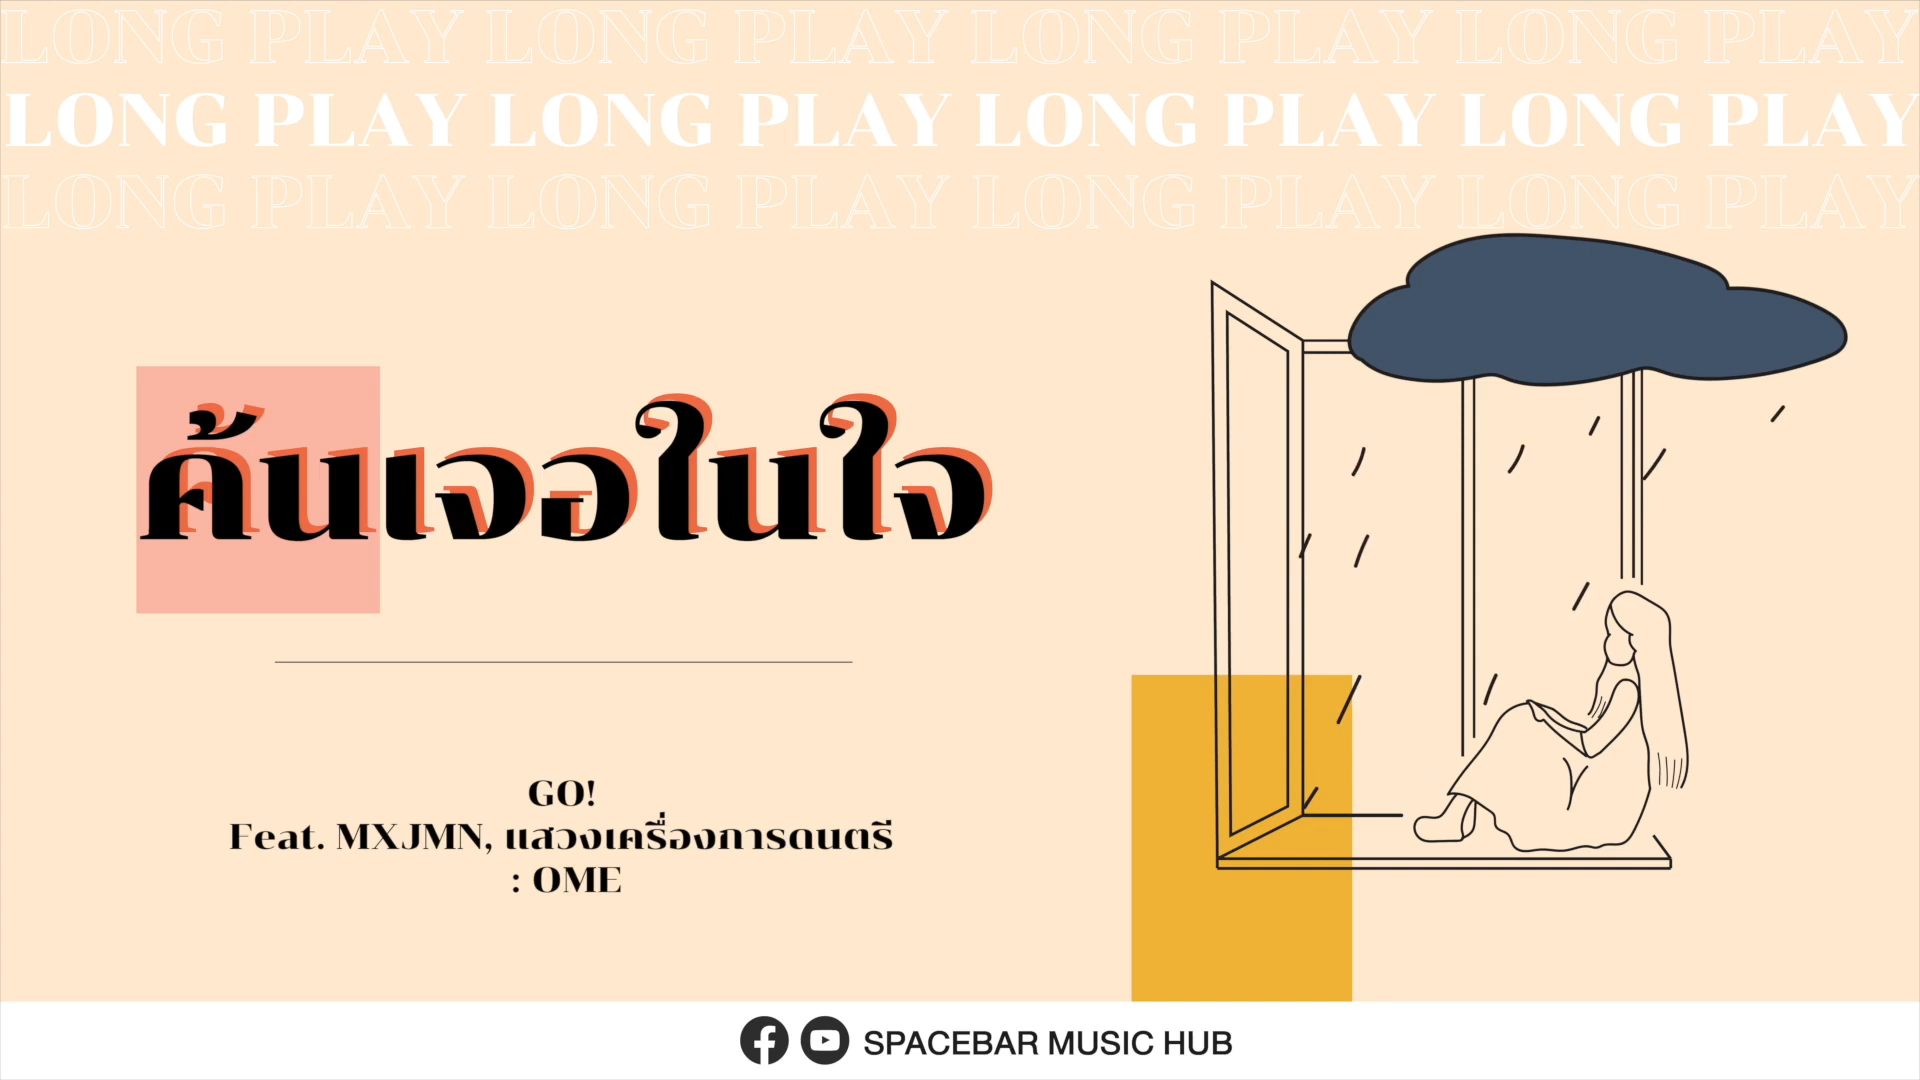 LONG PLAY LONG PLAY LONG PLAY LONG PLAY
LONG PLAY LONG PLAY LONG PLAY LONG PLAY
LONG PLAY LONG PLAY LONG PLAY LONG PLAY
ค้นเจอในใจ
GO!
Feat. MXJMN, แสวงเครื่องการดนตรี
: OME
SPACEBAR MUSIC HUB